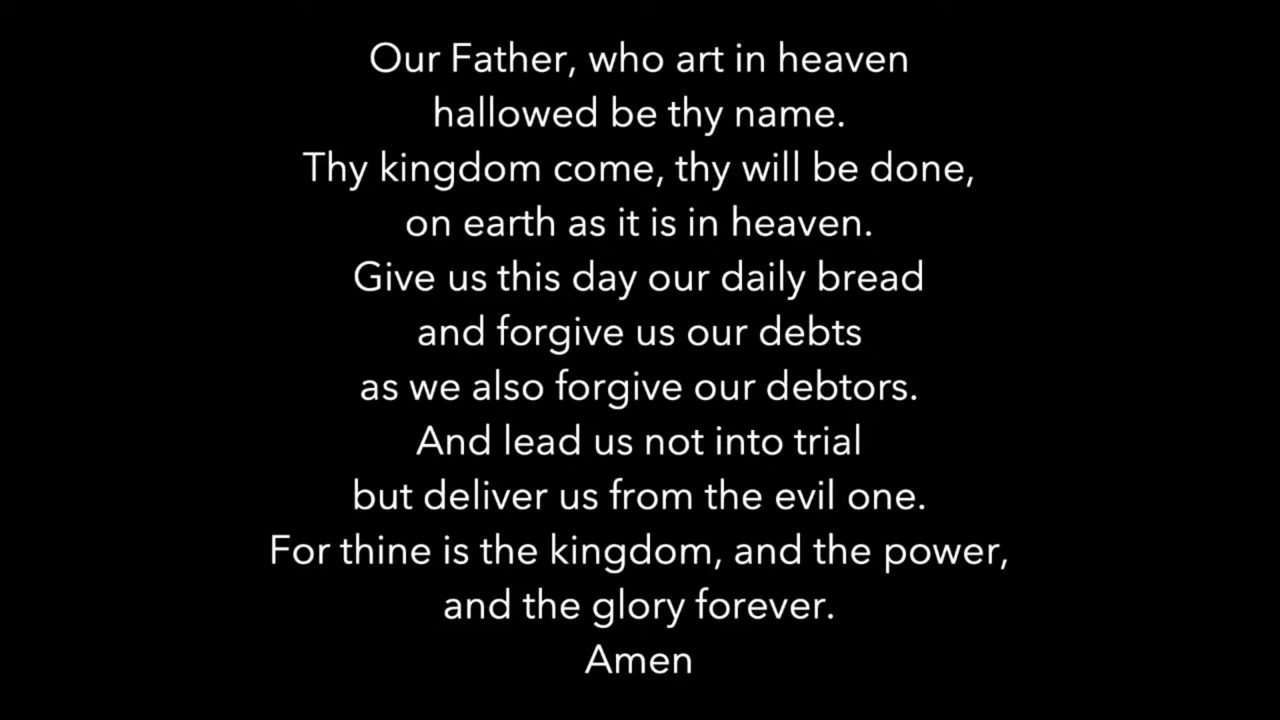 Our Father, who art in heaven
hallowed be thy name.
Thy kingdom come, thy will be done,
on earth as it is in heaven.
Give us this day our daily bread
and forgive us our debts
as we also forgive our debtors.
And lead us not into trial
but deliver us from the evil one.
For thine is the kingdom, and the power,
and the glory forever.
Amen